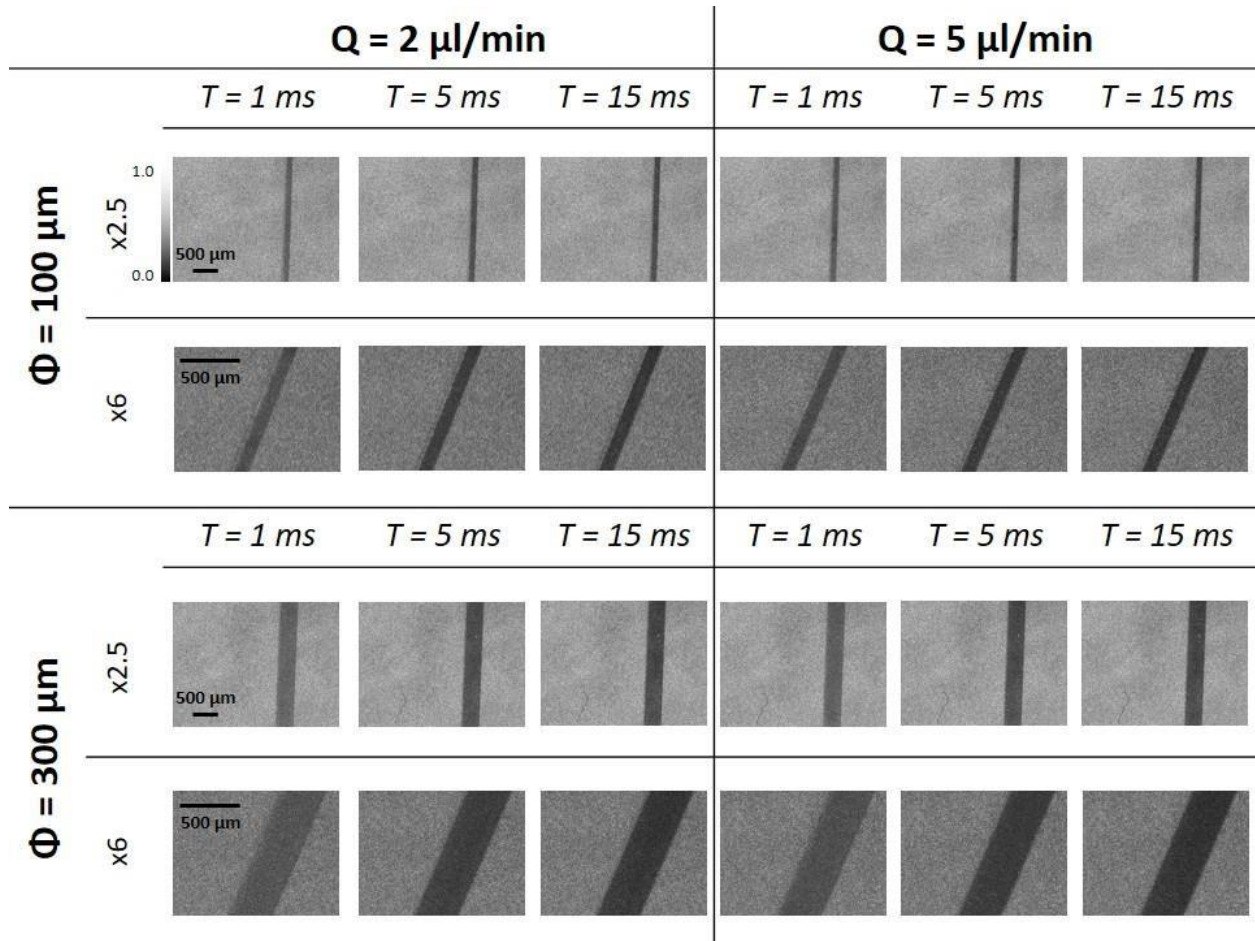 Q = 2 µl/min Q = 5 µl/min
T = 1 ms T = 5 ms T = 15 ms T = 1 ms T = 5 ms T = 15 ms
Φ = 100 µm
x2.5
1.0
0.0
500 µm
x6
500 µm
T = 1 ms T = 5 ms T = 15 ms T = 1 ms T = 5 ms T = 15 ms
Φ = 300 µm
x2.5
500 µm
x6
500 µm